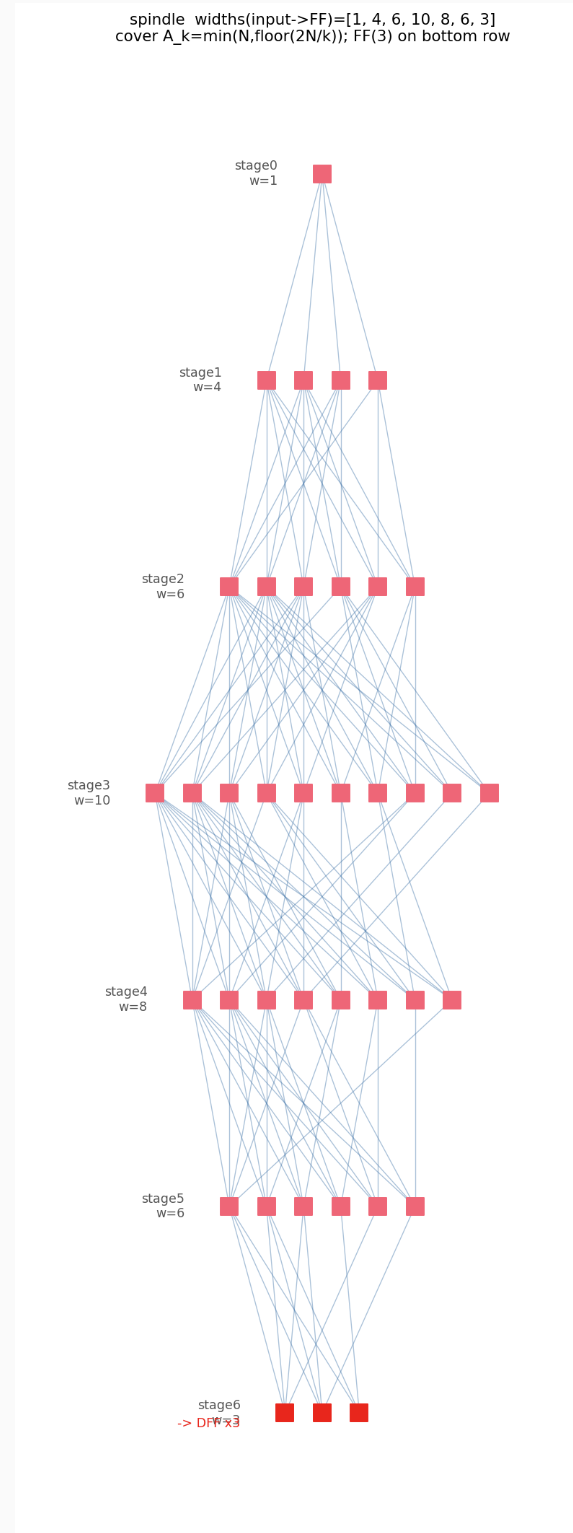 spindle  widths(input->FF)=[1, 4, 6, 10, 8, 6, 3]
cover A_k=min(N,floor(2N/k)); FF(3) on bottom row
stage0
w=1
stage1
w=4
stage2
w=6
stage3
w=10
stage4
w=8
stage5
w=6
stage6
w=3
-> DFF x3